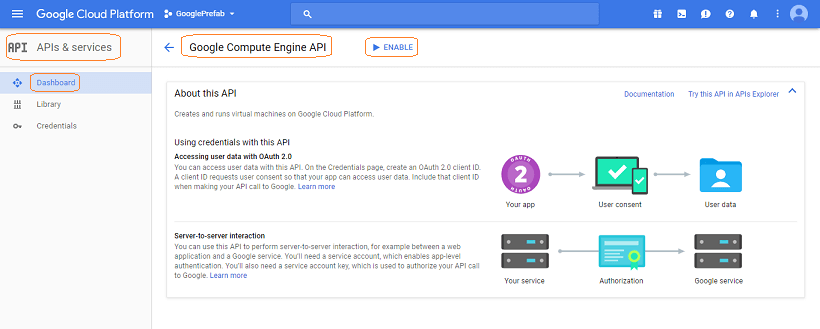 Google Cloud Platform
GooglePrefab
API APIs & services
Google Compute Engine API
ENABLE
Dashboard
Library
Credentials
About this API
Documentation
Try this API in APIs Explorer
Creates and runs virtual machines on Google Cloud Platform.
Using credentials with this API
Accessing user data with OAuth 2.0
You can access user data with this API. On the Credentials page, create an OAuth 2.0 client ID.
A client ID requests user consent so that your app can access user data. Include that client ID
when making your API call to Google. Learn more
OAUTH
2
OAUTH
Your app
User consent
User data
Server-to-server interaction
You can use this API to perform server-to-server interaction, for example between a web
application and a Google service. You'll need a service account, which enables app-level
authentication. You'll also need a service account key, which is used to authorize your API call
to Google. Learn more
Your service
Authorization
Google service